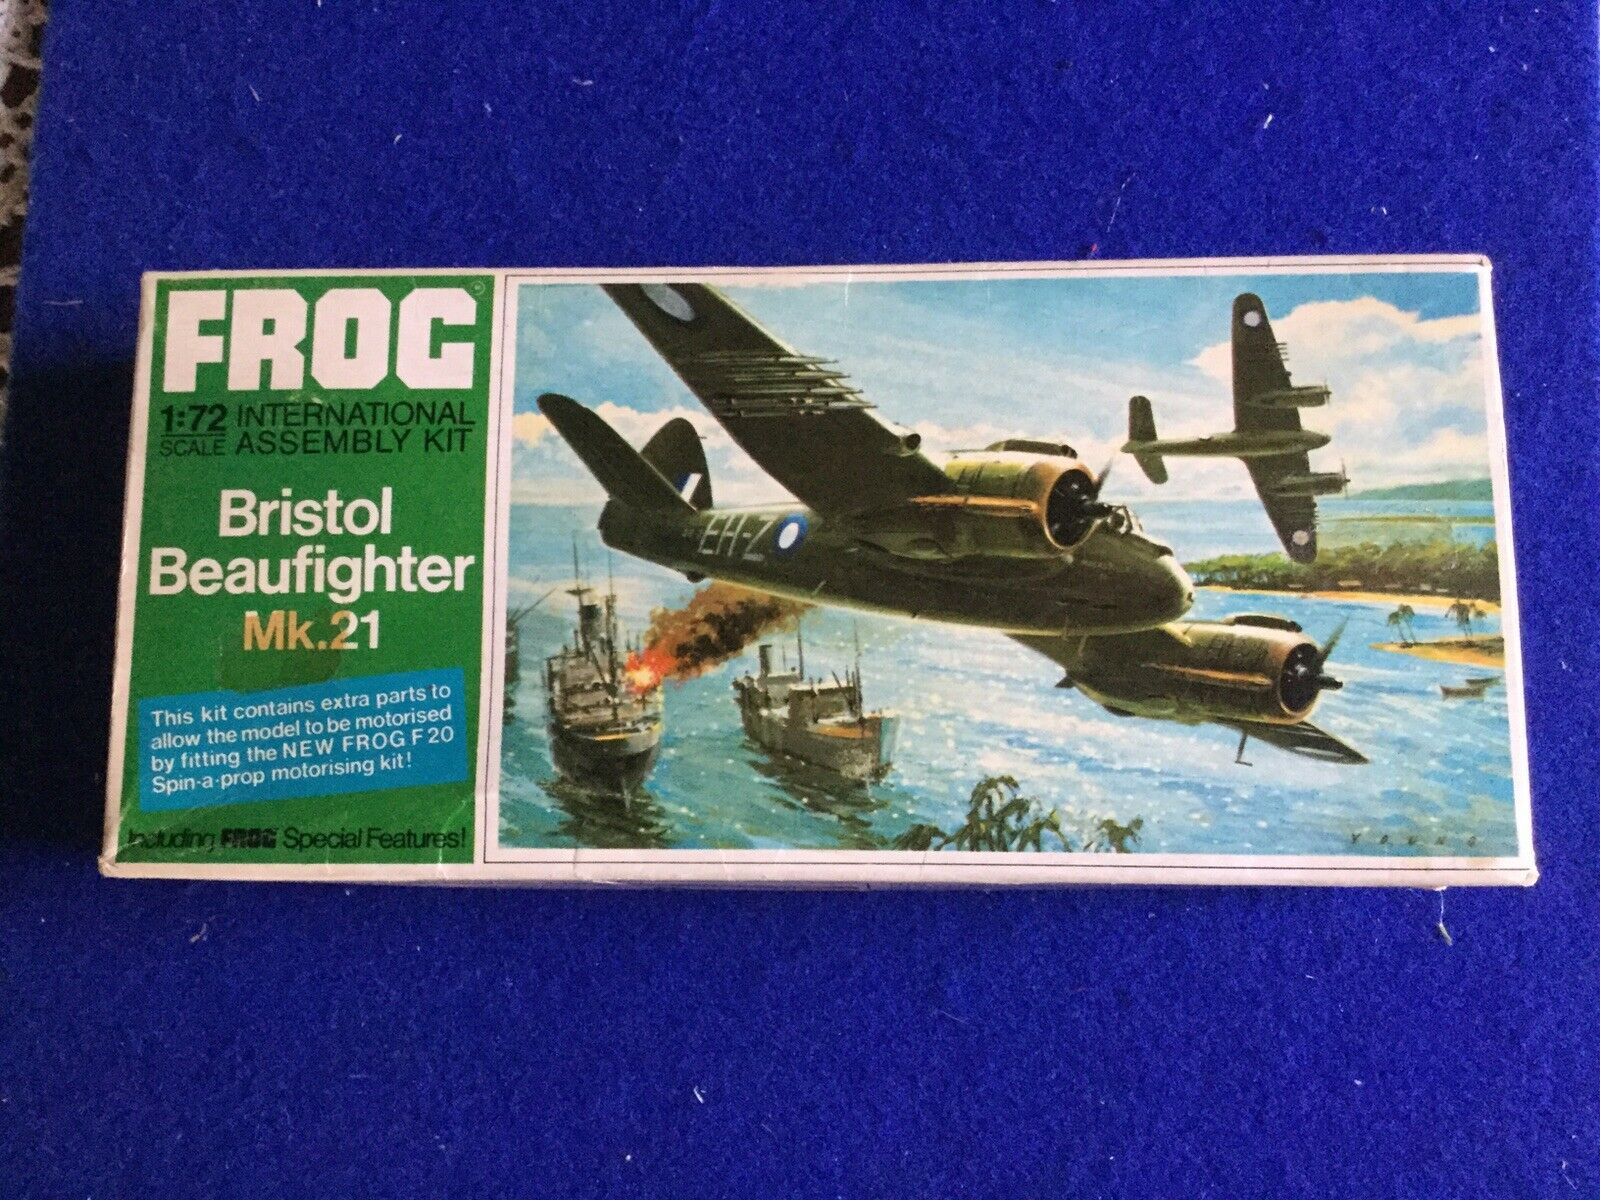 FROG
1:72 SCALE INTERNATIONAL ASSEMBLY KIT
Bristol
Beaufighter
Mk.21
This kit contains extra parts to
allow the model to be motorised
by fitting the NEW FROG F20
Spin-a-prop motorising kit!
Including FROG Special Features!
EH-Z
YOUNG